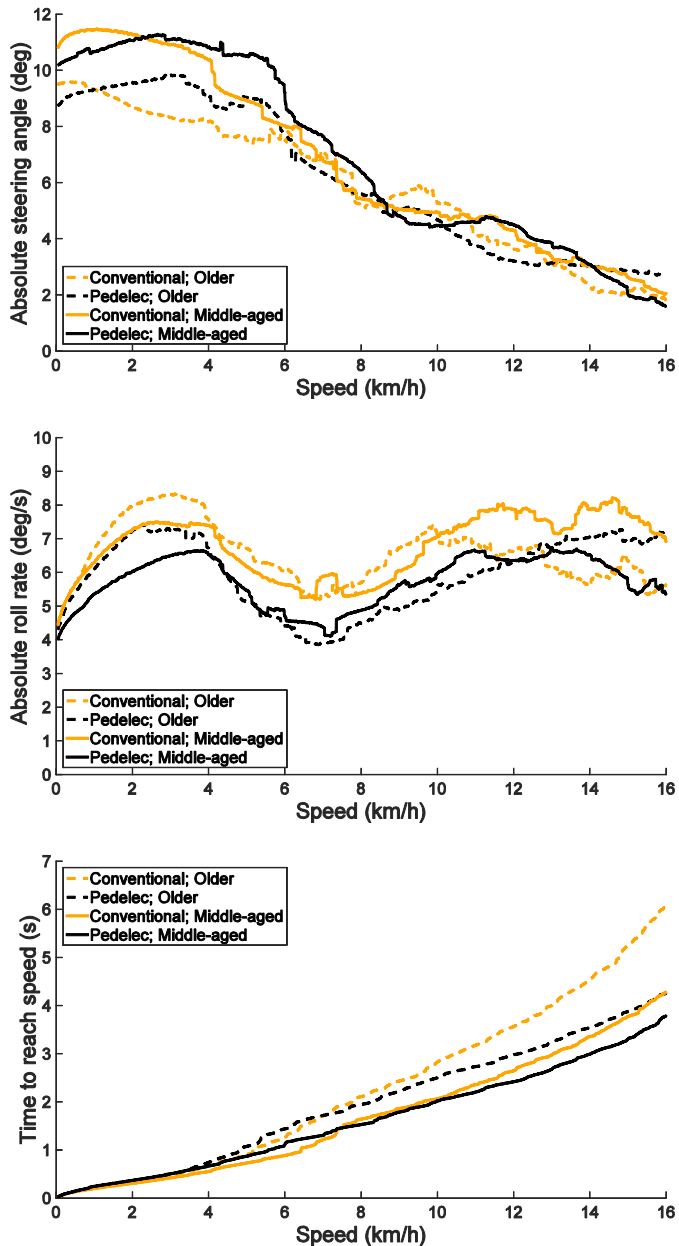 12
10
8
6
4
2
0
Absolute steering angle (deg)
Conventional; Older
Pedelec; Older
Conventional; Middle-aged
Pedelec; Middle-aged
0 2 4 6 8 10 12 14 16
Speed (km/h)
10
9
8
7
6
5
4
3
2
1
0
Absolute roll rate (deg/s)
Conventional; Older
Pedelec; Older
Conventional; Middle-aged
Pedelec; Middle-aged
0 2 4 6 8 10 12 14 16
Speed (km/h)
7
6
5
4
3
2
1
0
Time to reach speed (s)
Conventional; Older
Pedelec; Older
Conventional; Middle-aged
Pedelec; Middle-aged
0 2 4 6 8 10 12 14 16
Speed (km/h)